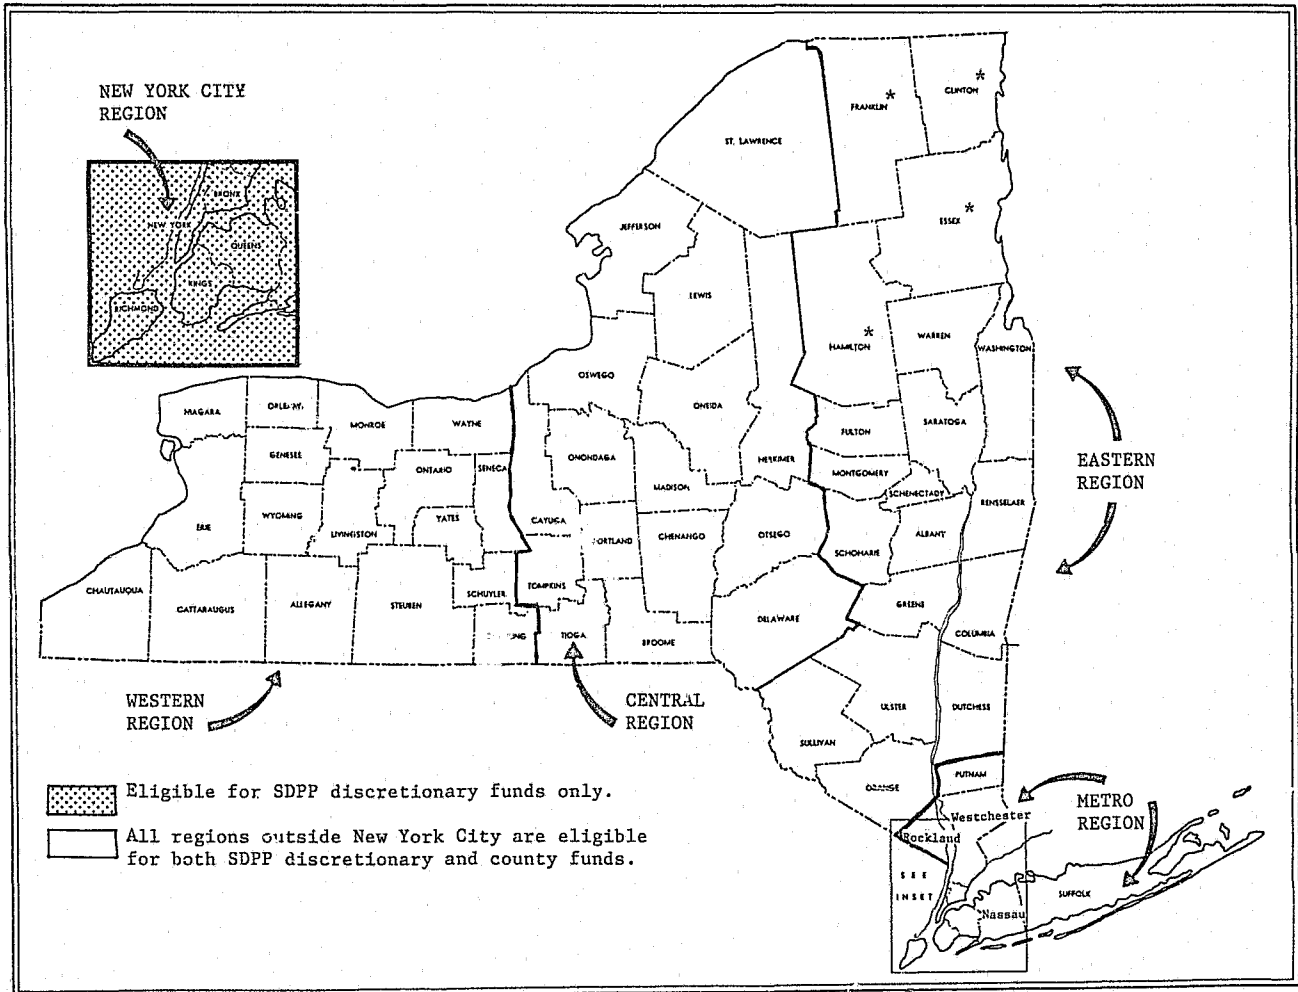 NEW YORK CITY
REGION
BRONX
NEW YORK
QUEENS
KINGS
RICHMOND
FRANKLIN *
CLINTON *
ST. LAWRENCE
ESSEX *
JEFFERSON
LEWIS
HAMILTON *
WARREN
WASHINGTON
OSWEGO
ONEIDA
NIAGARA
MONROE
WAYNE
FULTON
SARATOGA
GENESEE
ONTARIO
SENECA
ONONDAGA
HERKIMER
MONTGOMERY
EASTERN
REGION
MADISON
SCHENECTADY
RENSSELAER
ERIE
WYOMING
LIVINGSTON
YATES
CAYUGA
CORTLAND
CHENANGO
OTSEGO
SCHOHARIE
ALBANY
CHAUTAUQUA
CATTARAUGUS
ALLEGANY
STEUBEN
SCHUYLER
TOMPKINS
TIOGA
BROOME
DELAWARE
GREENE
COLUMBIA
WESTERN
REGION
CENTRAL
REGION
SULLIVAN
ULSTER
DUTCHESS
ORANGE
PUTNAM
Westchester
Rockland
METRO
REGION
SEE
INSET
SUFFOLK
Nassau
Eligible for SDPP discretionary funds only.
All regions outside New York City are eligible
for both SDPP discretionary and county funds.